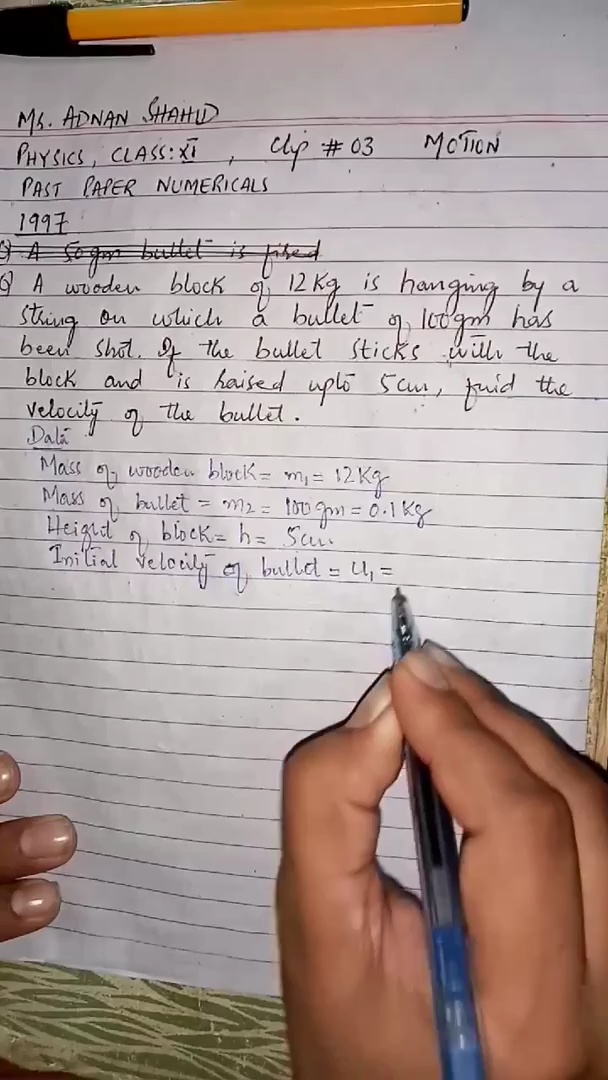 MR. ADNAN SHAHID
PHYSICS, CLASS: XI, Clip # 03 MOTION
PAST PAPER NUMERICALS
1997
Q) A 50gm bullet is fired
Q) A wooden block of 12 Kg is hanging by a
string on which a bullet of 100gm has
been shot. If the bullet sticks with the
block and is raised upto 5cm, find the
velocity of the bullet.
Data
Mass of wooden block = m₁ = 12 Kg
Mass of bullet = m₂ = 100 gm = 0.1 Kg
Height of block = h = 5cm.
Initial velocity of bullet = U₁ =